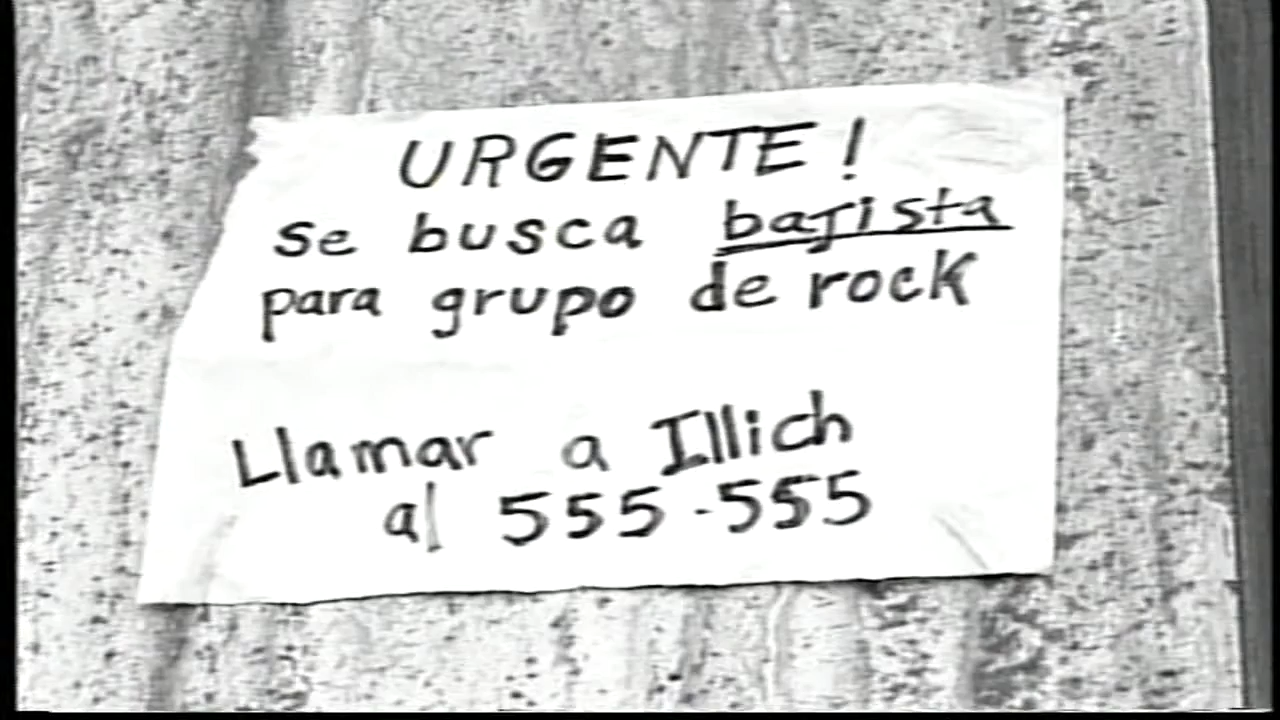 URGENTE!
se busca bajista
para grupo de rock
Llamar a Illich
al 555-555